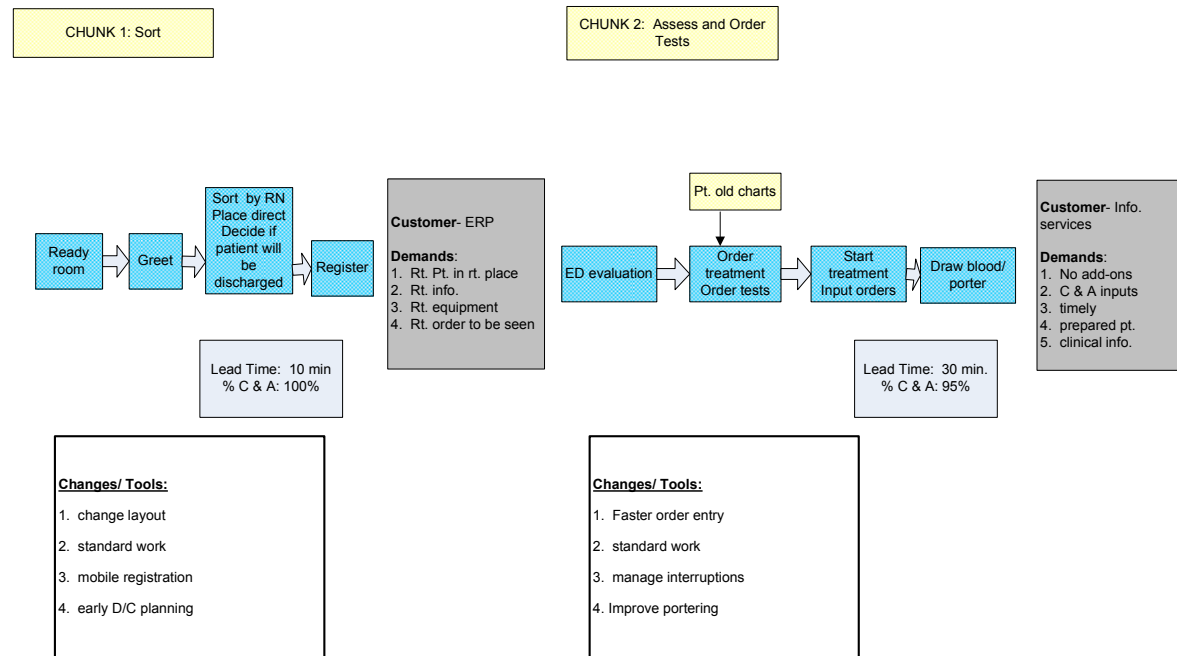 CHUNK 1: Sort
Ready
room
Greet
Sort by RN
Place direct
Decide if
patient will
be
discharged
Register
Customer- ERP
Demands:
1. Rt. Pt. in rt. place
2. Rt. info.
3. Rt. equipment
4. Rt. order to be seen
Lead Time: 10 min
% C & A: 100%
Changes/ Tools:
1. change layout
2. standard work
3. mobile registration
4. early D/C planning
CHUNK 2: Assess and Order
Tests
Pt. old charts
ED evaluation
Order
treatment
Order tests
Start
treatment
Input orders
Draw blood/
porter
Customer- Info.
services
Demands:
1. No add-ons
2. C & A inputs
3. timely
4. prepared pt.
5. clinical info.
Lead Time: 30 min.
% C & A: 95%
Changes/ Tools:
1. Faster order entry
2. standard work
3. manage interruptions
4. Improve portering